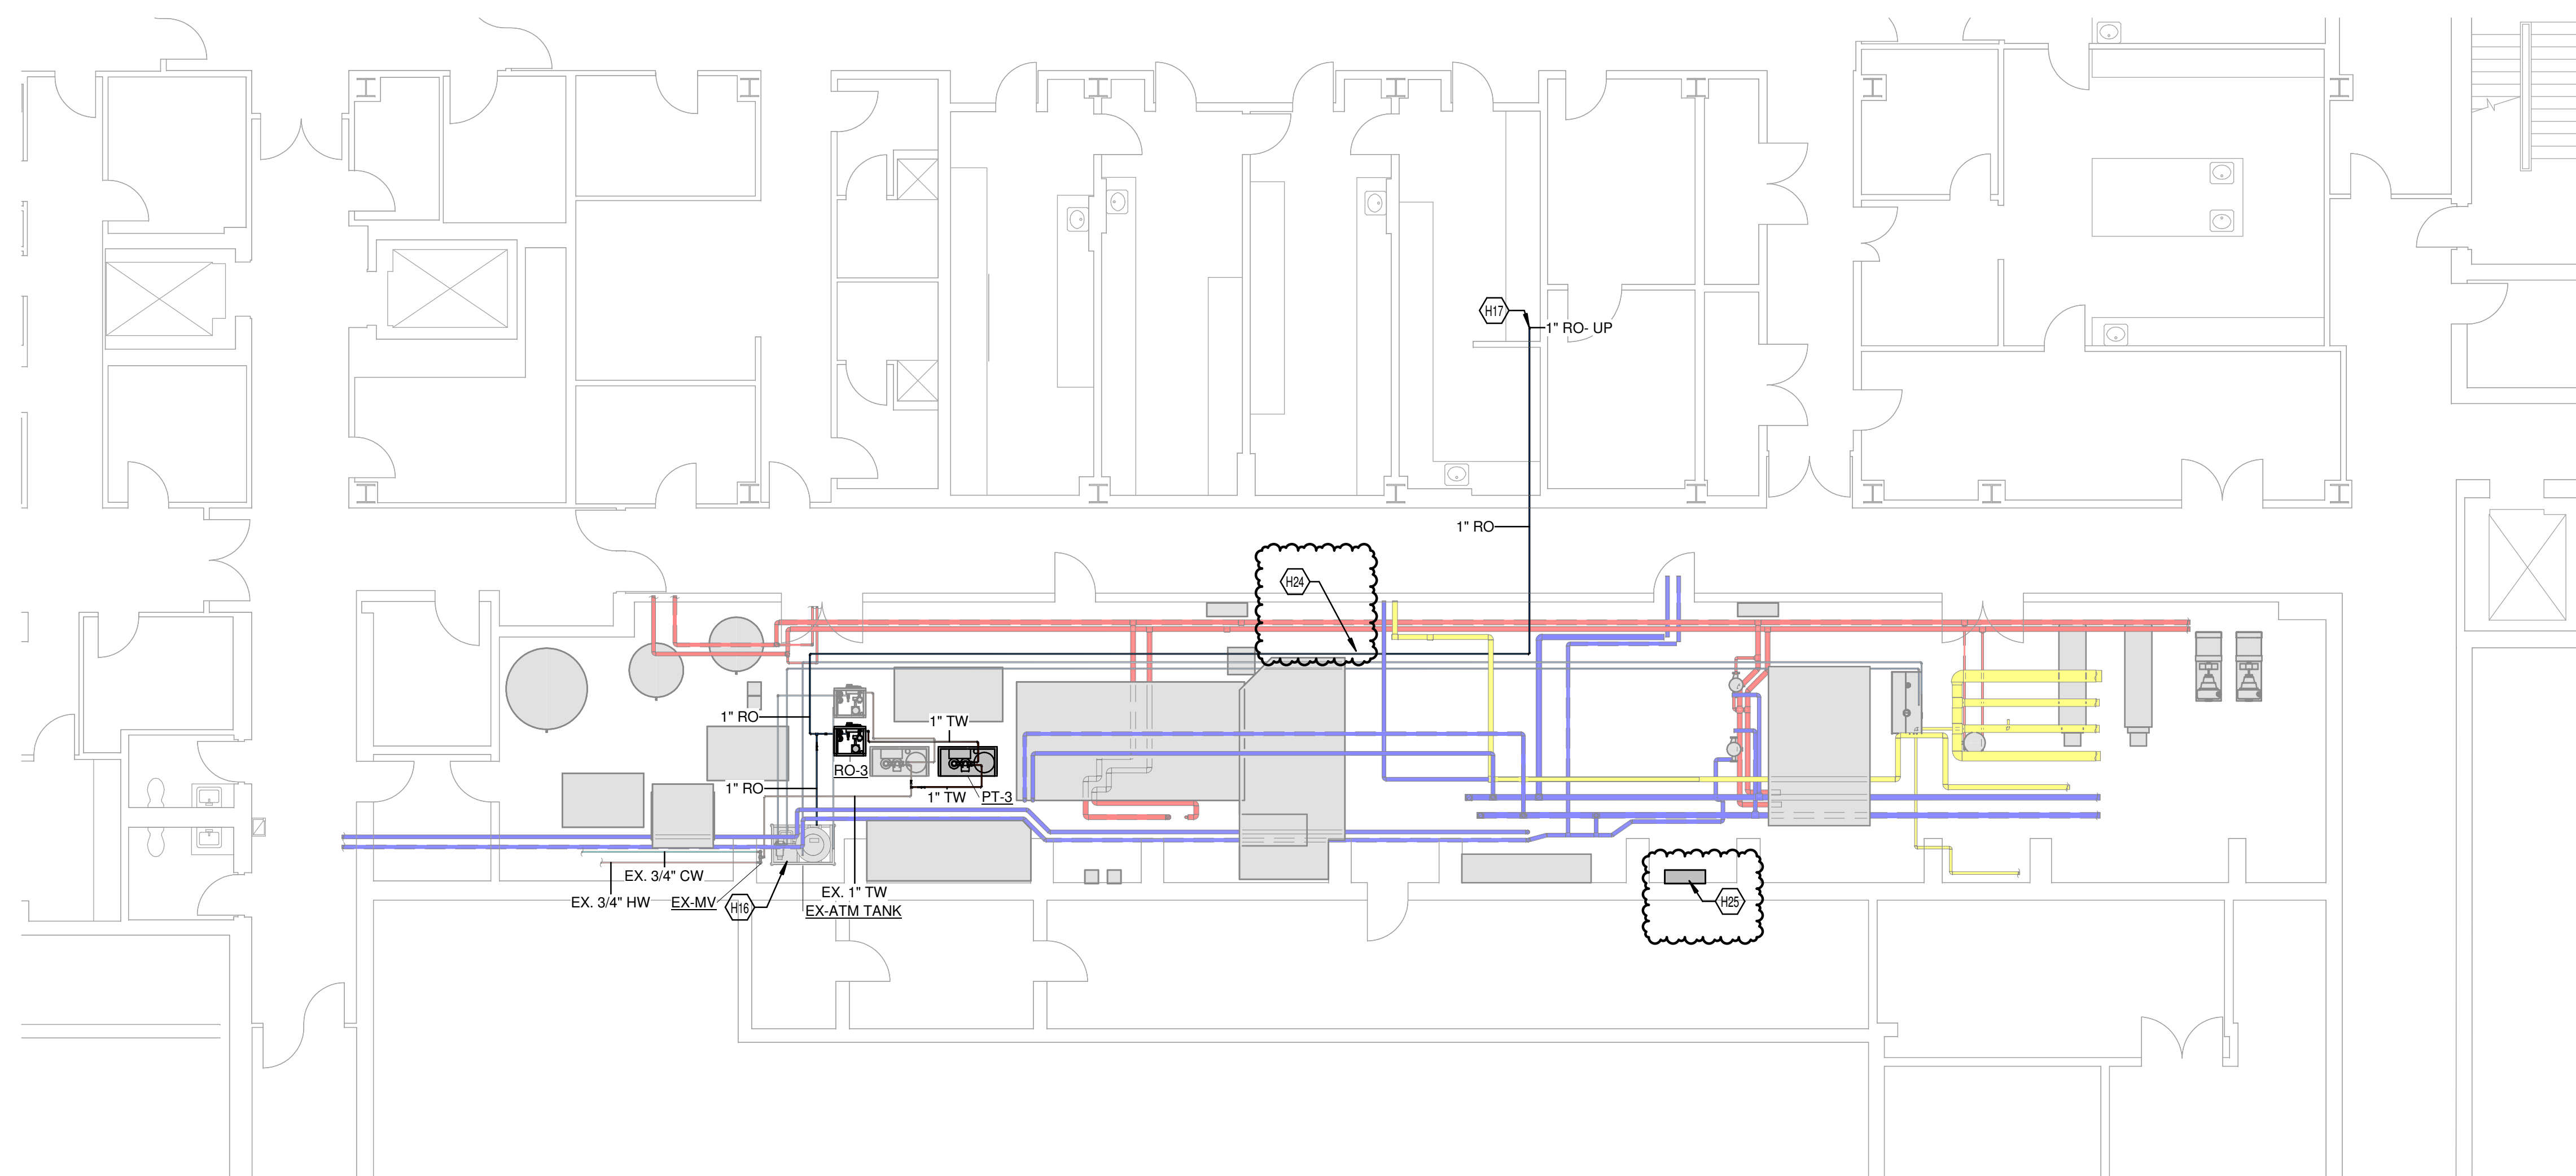 H17
1" RO- UP
1" RO
H24
1" RO
1" TW
RO-3
1" RO
1" TW
PT-3
EX. 3/4" CW
EX. 3/4" HW
EX-MV
H16
EX. 1" TW
EX-ATM TANK
H25